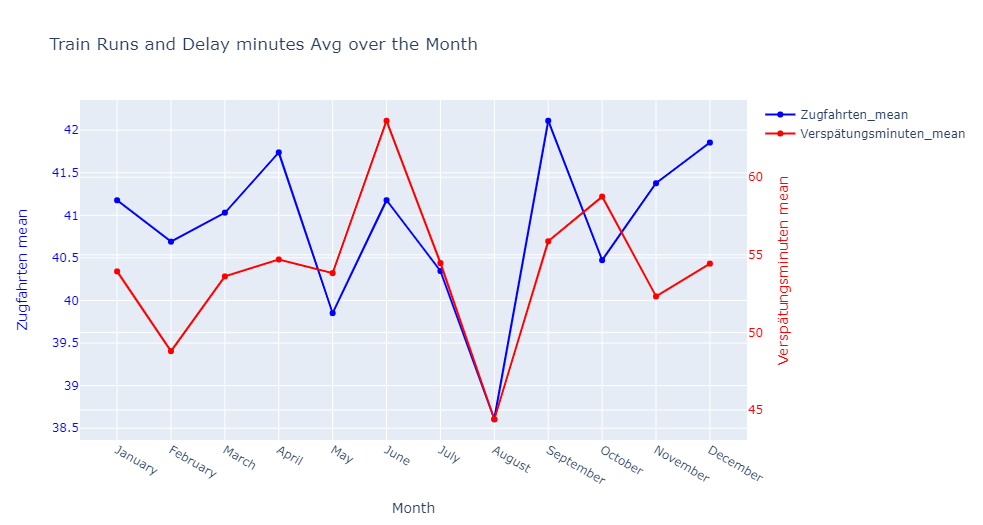 Train Runs and Delay minutes Avg over the Month
Zugfahrten_mean
Verspätungsminuten_mean
Zugfahrten mean
42
41.5
41
40.5
40
39.5
39
38.5
60
55
50
45
Verspätungsminuten mean
January
February
March
April
May
June
July
August
September
October
November
December
Month